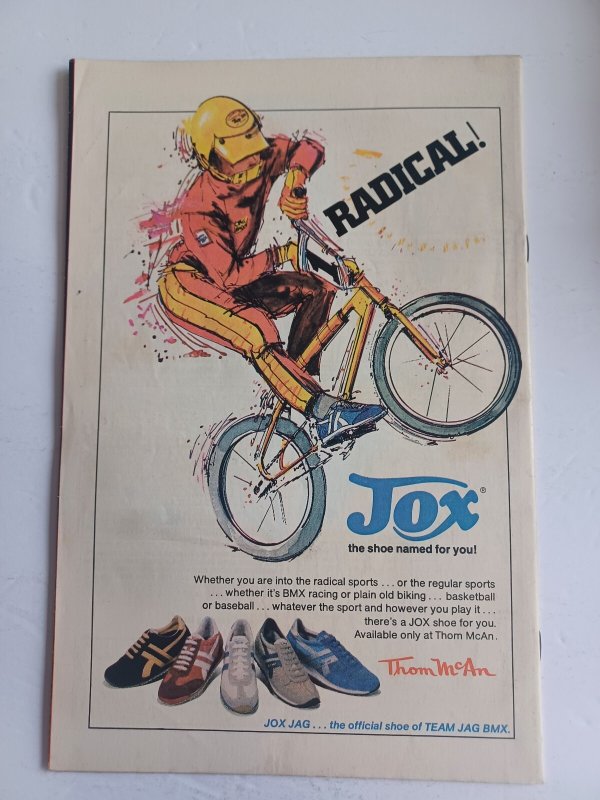 RADICAL!
1
Jox®
the shoe named for you!
Whether you are into the radical sports ... or the regular sports
... whether it's BMX racing or plain old biking ... basketball
or baseball ... whatever the sport and however you play it ...
there's a JOX shoe for you.
Available only at Thom McAn.
Thom McAn
JOX JAG ... the official shoe of TEAM JAG BMX.